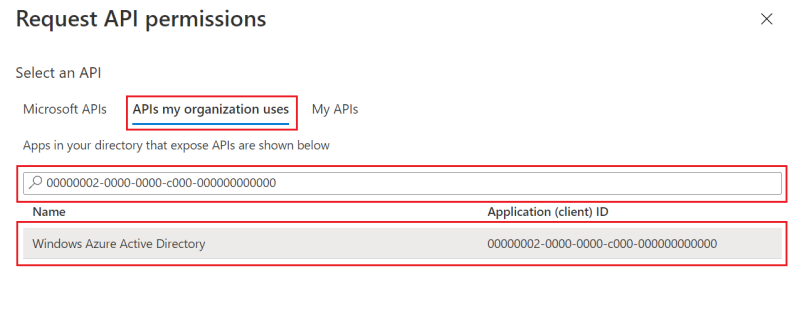 Request API permissions
Select an API
Microsoft APIs APIs my organization uses My APIs
Apps in your directory that expose APIs are shown below
00000002-0000-0000-c000-000000000000
Name Application (client) ID
Windows Azure Active Directory 00000002-0000-0000-c000-000000000000